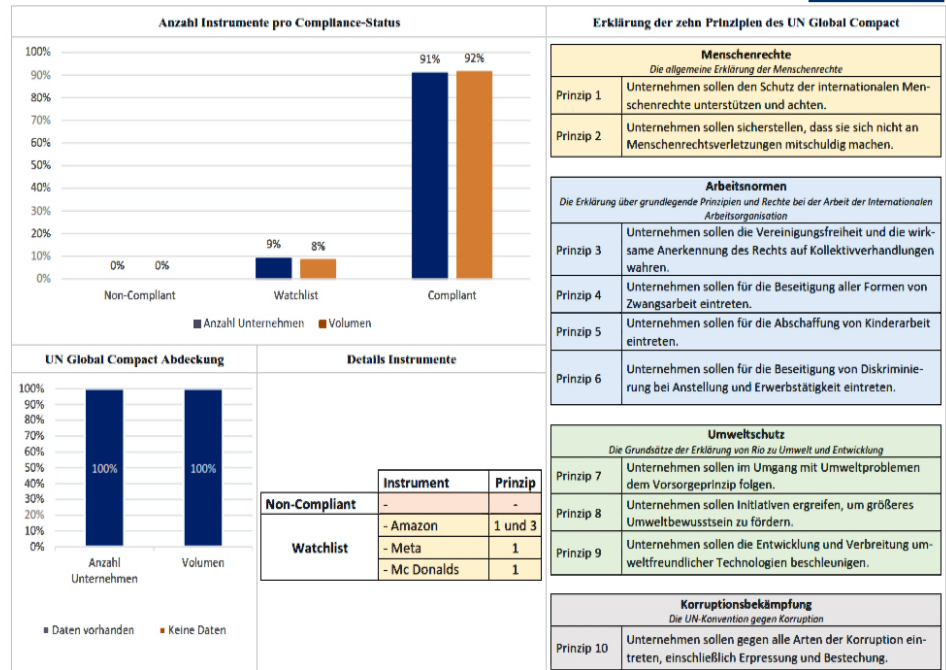 Anzahl Instrumente pro Compliance-Status
100%
90%
80%
70%
60%
50%
40%
30%
20%
10%
0%
0% 0%
9% 8%
91% 92%
Non-Compliant Watchlist Compliant
Anzahl Unternehmen Volumen
UN Global Compact Abdeckung
100%
90%
80%
70%
60%
50%
40%
30%
20%
10%
0%
100% 100%
Anzahl Volumen
Unternehmen
Daten vorhanden Keine Daten
Details Instrumente
Instrument Prinzip
Non-Compliant - -
Watchlist
- Amazon 1 und 3
- Meta 1
- Mc Donalds 1
Erklärung der zehn Prinzipien des UN Global Compact
Menschenrechte
Die allgemeine Erklärung der Menschenrechte
Prinzip 1
Unternehmen sollen den Schutz der internationalen Men-
schenrechte unterstützen und achten.
Prinzip 2
Unternehmen sollen sicherstellen, dass sie sich nicht an
Menschenrechtsverletzungen mitschuldig machen.
Arbeitsnormen
Die Erklärung über grundlegende Prinzipien und Rechte bei der Arbeit der Internationalen
Arbeitsorganisation
Prinzip 3
Unternehmen sollen die Vereinigungsfreiheit und die wirk-
same Anerkennung des Rechts auf Kollektivverhandlungen
wahren.
Prinzip 4
Unternehmen sollen für die Beseitigung aller Formen von
Zwangsarbeit eintreten.
Prinzip 5
Unternehmen sollen für die Abschaffung von Kinderarbeit
eintreten.
Prinzip 6
Unternehmen sollen für die Beseitigung von Diskriminie-
rung bei Anstellung und Erwerbstätigkeit eintreten.
Umweltschutz
Die Grundsätze der Erklärung von Rio zu Umwelt und Entwicklung
Prinzip 7
Unternehmen sollen im Umgang mit Umweltproblemen
dem Vorsorgeprinzip folgen.
Prinzip 8
Unternehmen sollen Initiativen ergreifen, um größeres
Umweltbewusstsein zu fördern.
Prinzip 9
Unternehmen sollen die Entwicklung und Verbreitung um-
weltfreundlicher Technologien beschleunigen.
Korruptionsbekämpfung
Die UN-Konvention gegen Korruption
Prinzip 10
Unternehmen sollen gegen alle Arten der Korruption ein-
treten, einschließlich Erpressung und Bestechung.